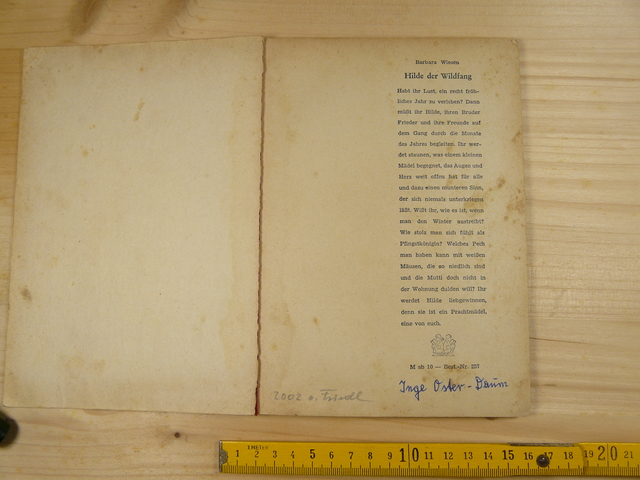 Barbara Wissen
Hilde der Wildfang
Habt ihr Lust, ein recht fröh-
liches Jahr zu verleben? Dann
müßt ihr Hilde, ihren Bruder
Frieder und ihre Freunde auf
dem Gang durch die Monate
des Jahres begleiten. Ihr wer-
det staunen, was einem kleinen
Mädel begegnet, das Augen und
Herz weit offen hat für alle
und dazu einen munteren Sinn,
der sich niemals unterkriegen
läßt. Wißt ihr, wie es ist, wenn
man den Winter austreibt?
Wie stolz man sich fühlt als
Pfingstkönigin? Welches Pech
man haben kann mit weißen
Mäusen, die so niedlich sind
und die Mutti doch nicht in
der Wohnung dulden will? Ihr
werdet Hilde liebgewinnen,
denn sie ist ein Prachtmädel,
eine von euch.
M ab 10 — Best.-Nr. 237
Inge Oster-Daum
2002
1 METER
1 2 3 4 5 6 7 8 9 10 11 12 13 14 15 16 17 18 19 20 21